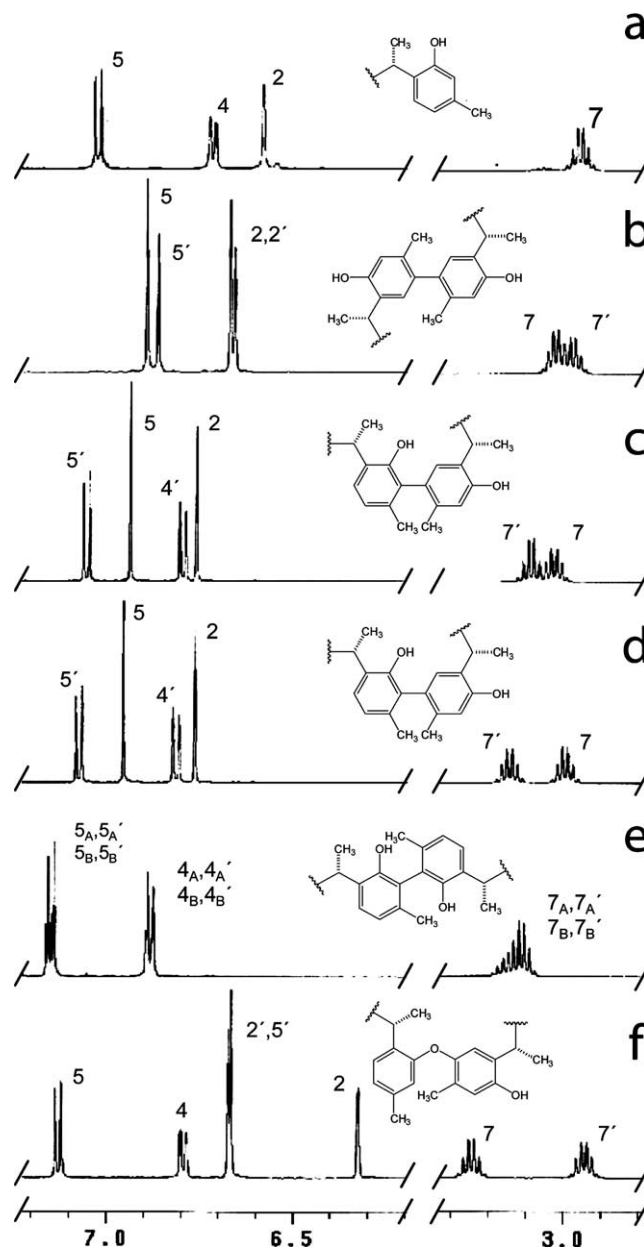 a
CH3
OH
CH3
5
4
2
7
b
5
5´
2,2´
CH3
CH3
HO
OH
H3C
CH3
7
7´
c
5´
5
4´
2
CH3
OH
CH3
OH
CH3
CH3
7´
7
d
5´
5
4´
2
CH3
OH
CH3
OH
CH3
CH3
7´
7
e
5A,5A´
5B,5B´
4A,4A´
4B,4B´
CH3
OH
H3C
OH
CH3
CH3
7A,7A´
7B,7B´
f
5
4
2´,5´
2
CH3
O
CH3
H3C
OH
CH3
7
7´
7.0
6.5
3.0